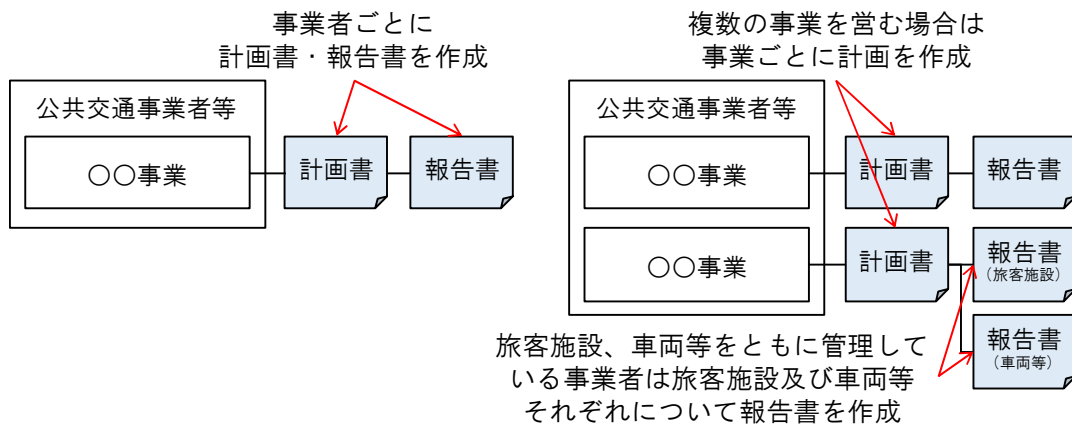 事業者ごとに
計画書・報告書を作成
公共交通事業者等
〇〇事業
計画書
報告書
複数の事業を営む場合は
事業ごとに計画を作成
公共交通事業者等
〇〇事業
計画書
報告書
〇〇事業
計画書
報告書
（旅客施設）
報告書
（車両等）
旅客施設、車両等をともに管理して
いる事業者は旅客施設及び車両等
それぞれについて報告書を作成